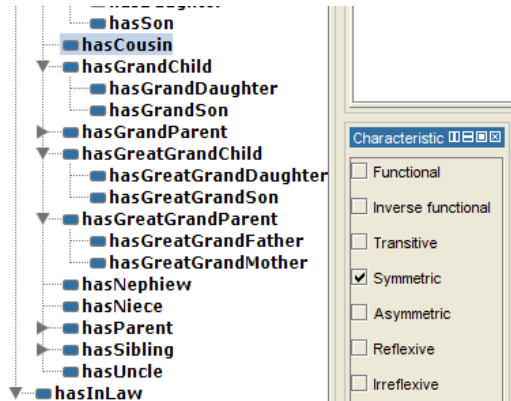 hasSon
hasCousin
hasGrandChild
hasGrandDaughter
hasGrandSon
hasGrandParent
hasGreatGrandChild
hasGreatGrandDaughter
hasGreatGrandSon
hasGreatGrandParent
hasGreatGrandFather
hasGreatGrandMother
hasNephiew
hasNiece
hasParent
hasSibling
hasUncle
hasInLaw
Characteristic
Functional
Inverse functional
Transitive
Symmetric
Asymmetric
Reflexive
Irreflexive